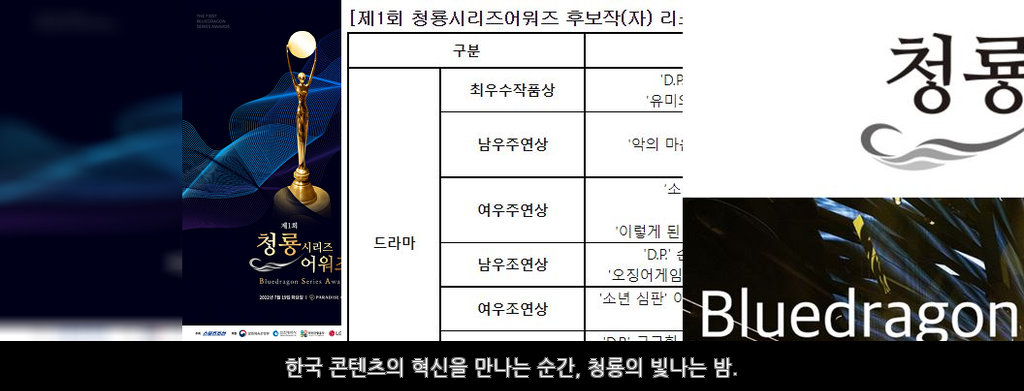 THE FIRST
BLUEDRAGON
SERIES AWARDS
제1회
청룡시리즈
어워즈
Bluedragon Series Awa
2022년 7월 19일 화요일 | PARADISE
스포츠조선
[제1회 청룡시리즈어워즈 후보작(자) 리스
구분
드라마
최우수작품상
'D.P.
'유미의
남우주연상
'악의 마음
여우주연상
'소
'이렇게 된
남우조연상
'D.P.' 손
'오징어게임
여우조연상
'소년 심판' 이
청룡
Bluedragon
한국 콘텐츠의 혁신을 만나는 순간, 청룡의 빛나는 밤.